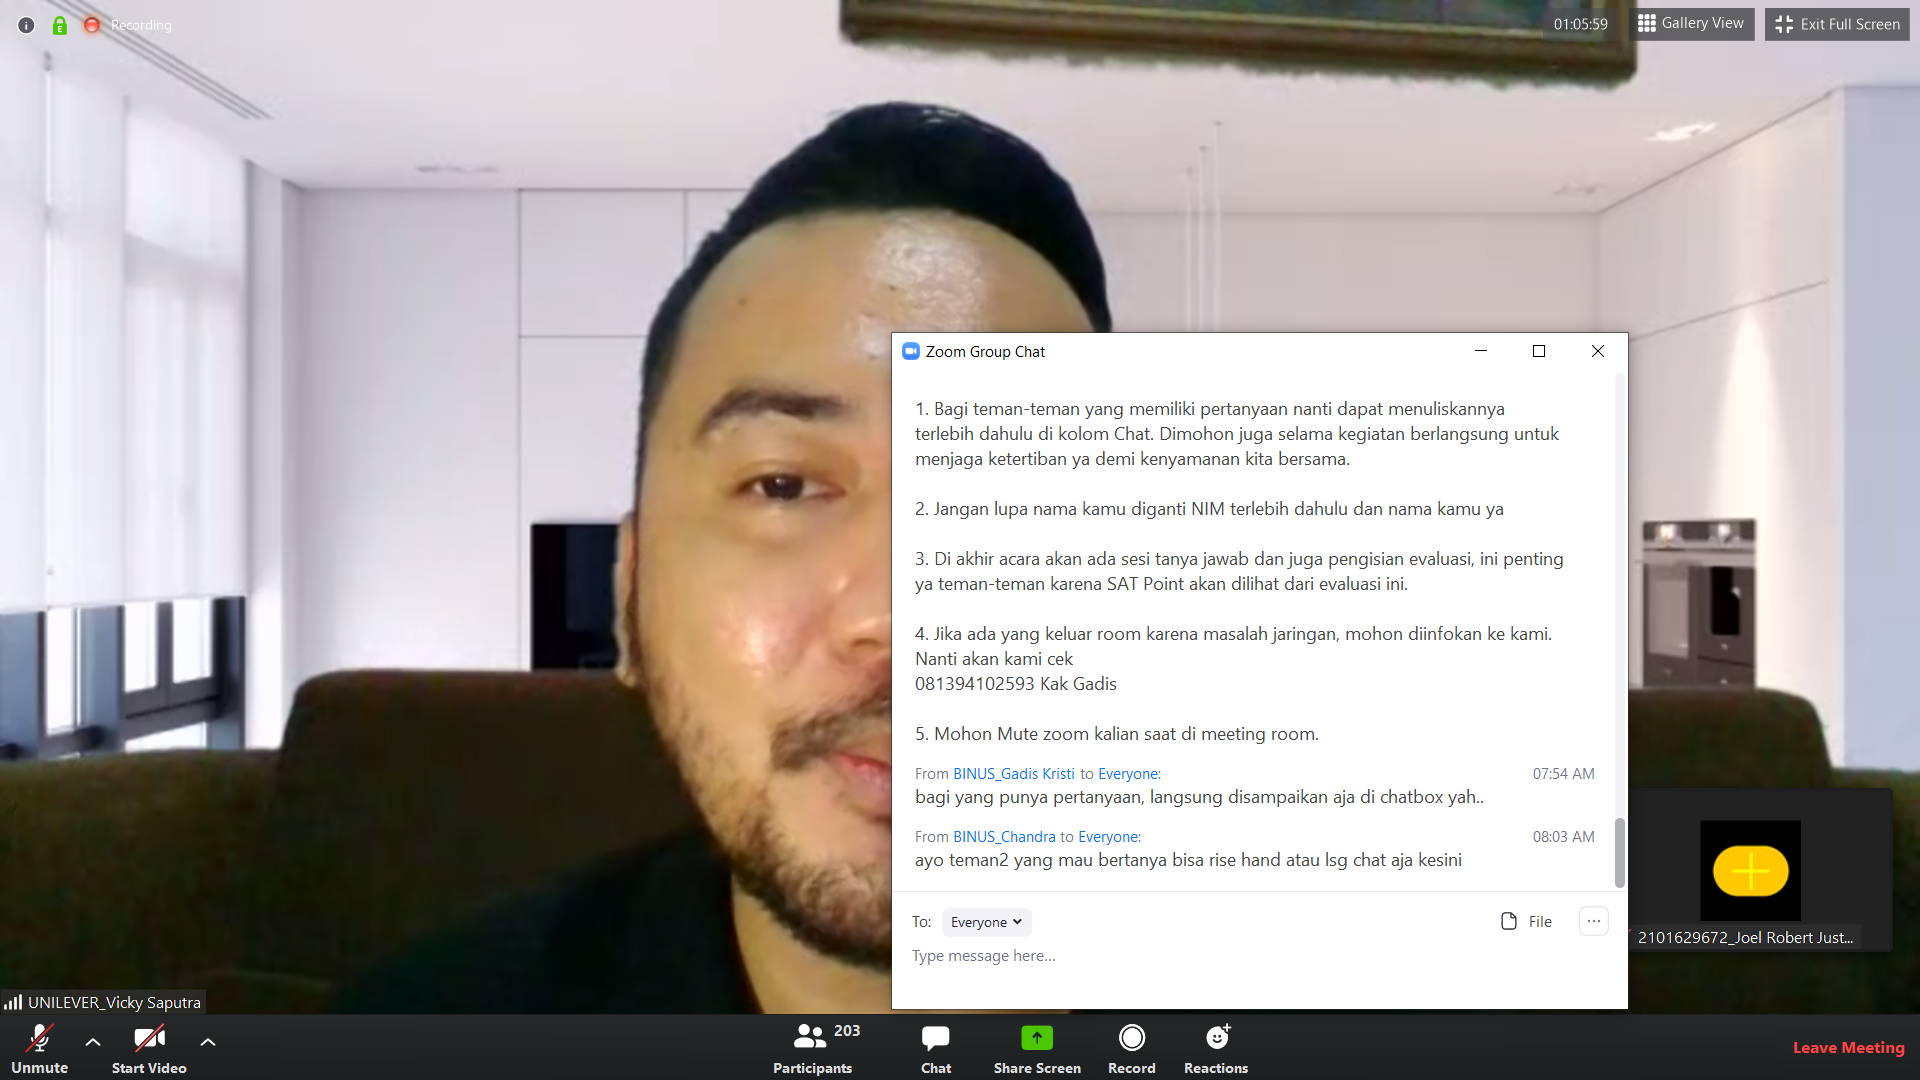 Recording
01:05:59
Gallery View
Exit Full Screen
Zoom Group Chat
1. Bagi teman-teman yang memiliki pertanyaan nanti dapat menuliskannya
terlebih dahulu di kolom Chat. Dimohon juga selama kegiatan berlangsung untuk
menjaga ketertiban ya demi kenyamanan kita bersama.
2. Jangan lupa nama kamu diganti NIM terlebih dahulu dan nama kamu ya
3. Di akhir acara akan ada sesi tanya jawab dan juga pengisian evaluasi, ini penting
ya teman-teman karena SAT Point akan dilihat dari evaluasi ini.
4. Jika ada yang keluar room karena masalah jaringan, mohon diinfokan ke kami.
Nanti akan kami cek
081394102593 Kak Gadis
5. Mohon Mute zoom kalian saat di meeting room.
From BINUS_Gadis Kristi to Everyone: 07:54 AM
bagi yang punya pertanyaan, langsung disampaikan aja di chatbox yah..
From BINUS_Chandra to Everyone: 08:03 AM
ayo teman2 yang mau bertanya bisa rise hand atau lsg chat aja kesini
To: Everyone
File
Type message here...
2101629672_Joel Robert Just...
UNILEVER_Vicky Saputra
Unmute
Start Video
203
Participants
Chat
Share Screen
Record
Reactions
Leave Meeting